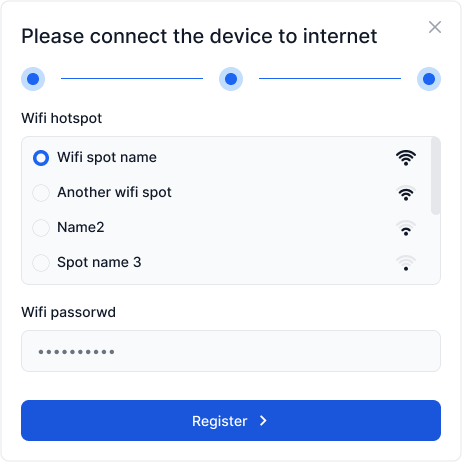 Please connect the device to internet
Wifi hotspot
Wifi spot name
Another wifi spot
Name2
Spot name 3
Wifi passorwd
••••••••••
Register